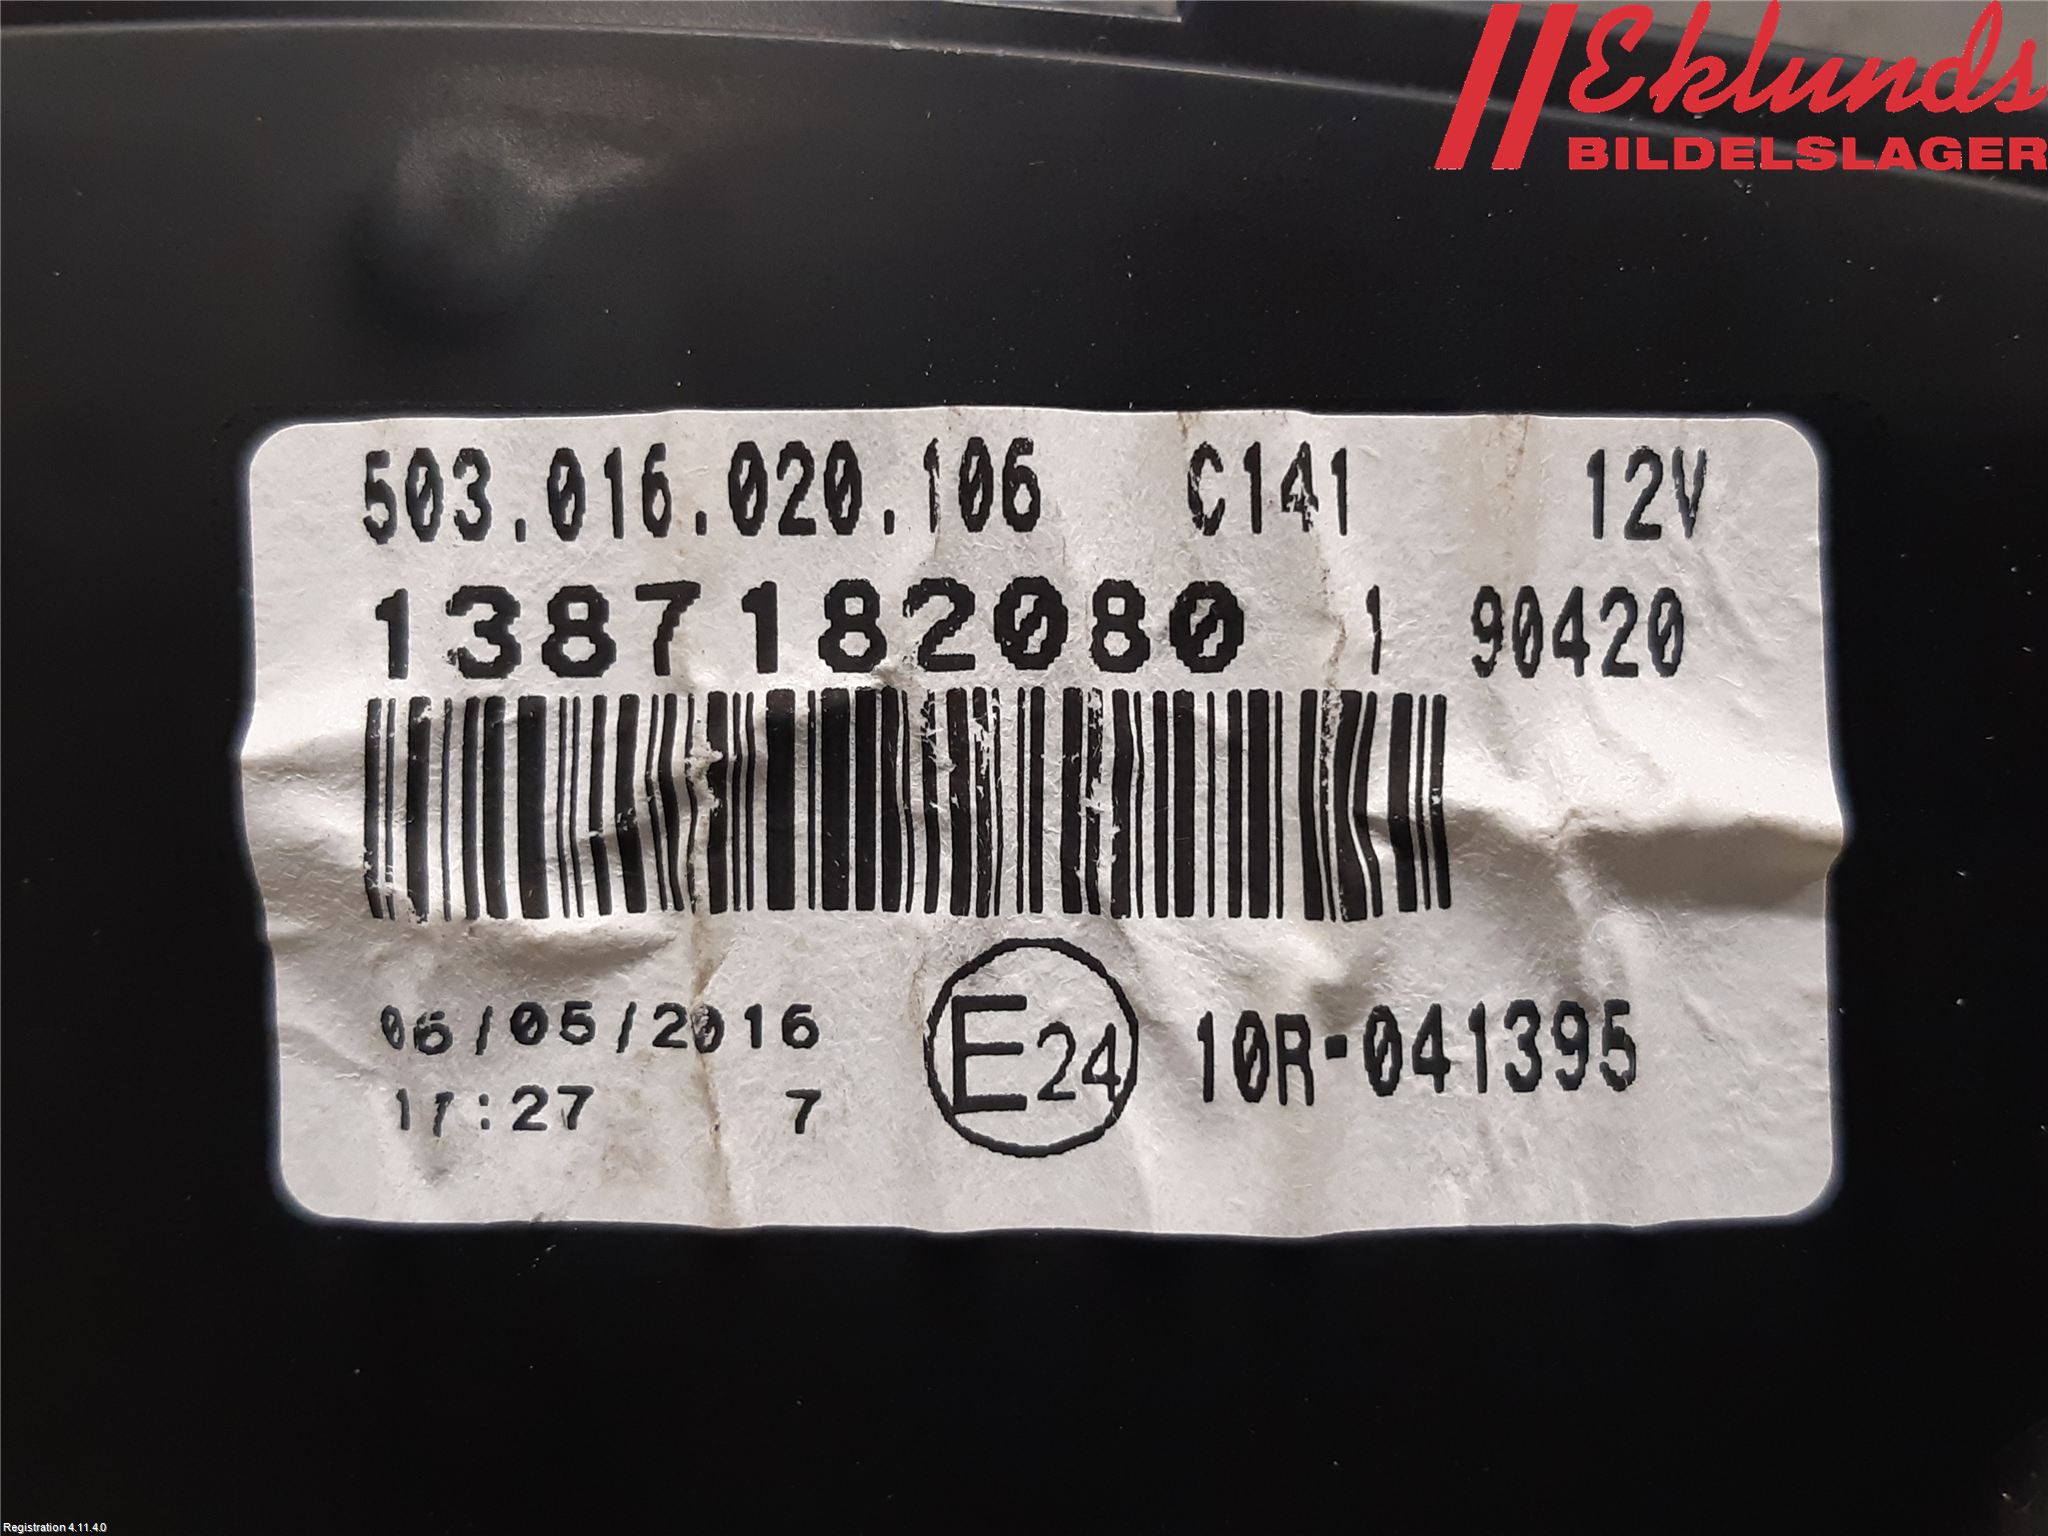 Eklunds
BILDELSLAGER
503.016.020.106 C141 12V
1387182080 1 90420
06/05/2016
17:27 7
E24 10R-041395
Registration 4.11.4.0